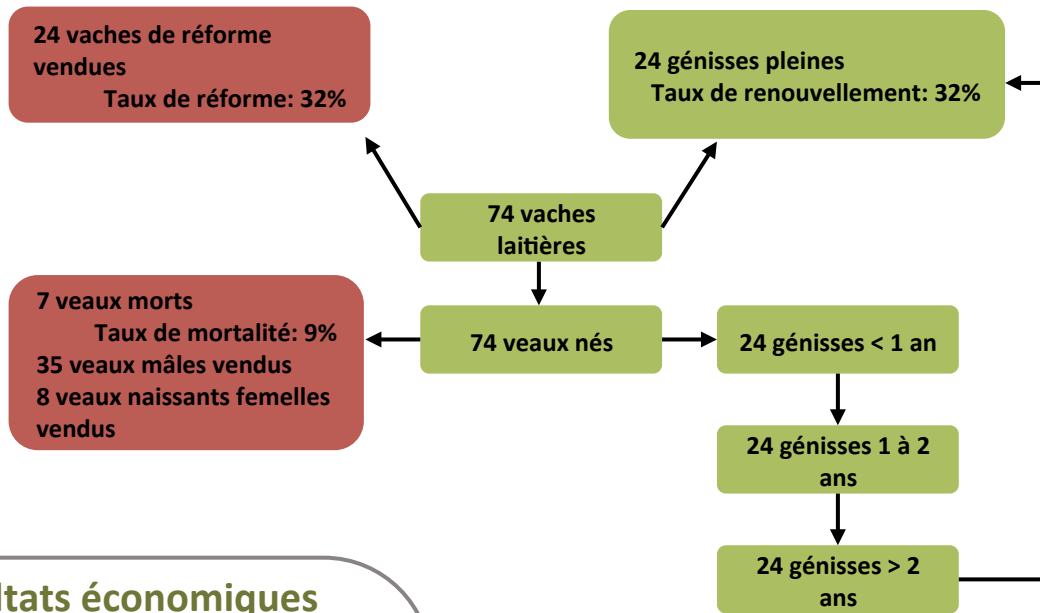 24 vaches de réforme
vendues
Taux de réforme: 32%
24 génisses pleines
Taux de renouvellement: 32%
74 vaches
laitières
7 veaux morts
Taux de mortalité: 9%
35 veaux mâles vendus
8 veaux naissants femelles
vendus
74 veaux nés
24 génisses < 1 an
24 génisses 1 à 2
ans
24 génisses > 2
ans
ltats économiques